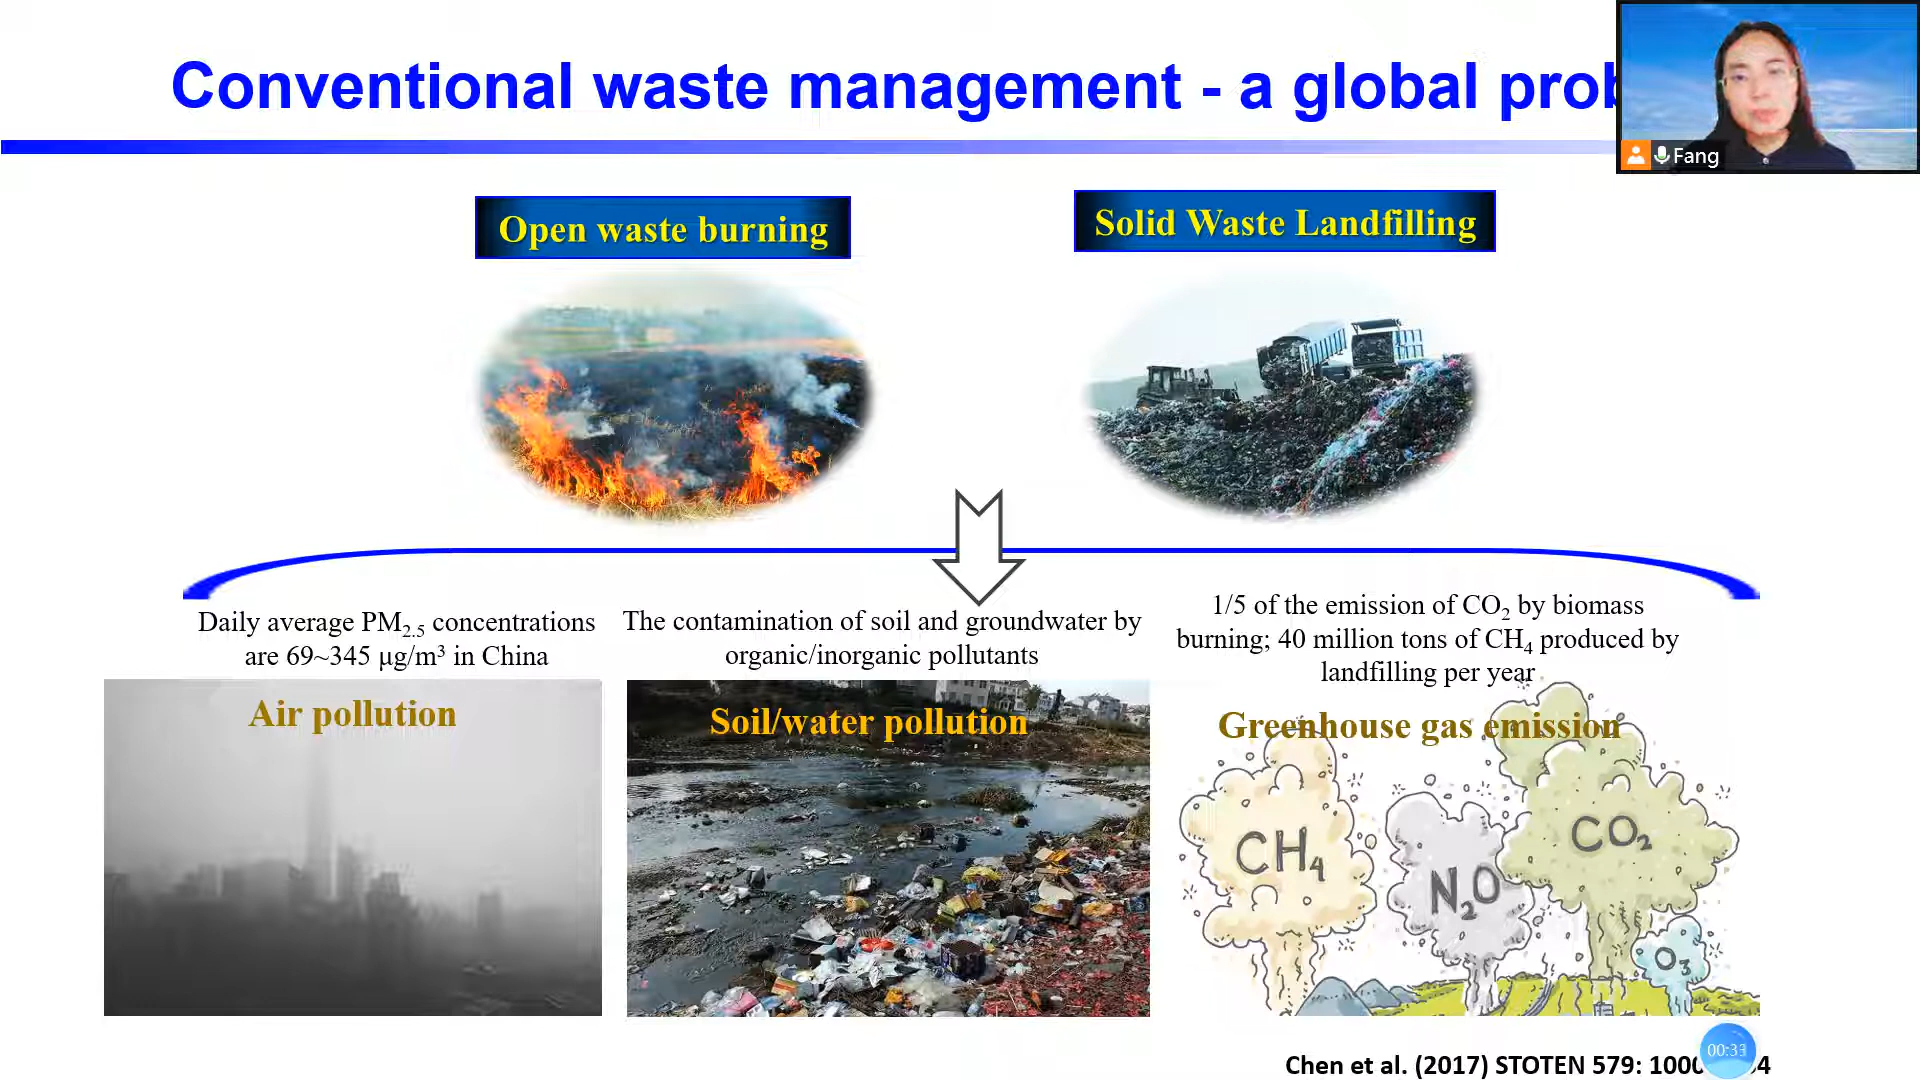 Conventional waste management - a global
Fang
Open waste burning
Solid Waste Landfilling
Daily average PM2.5 concentrations
are 69~345 μg/m³ in China
Air pollution
The contamination of soil and groundwater by
organic/inorganic pollutants
Soil/water pollution
1/5 of the emission of CO2 by biomass
burning; 40 million tons of CH4 produced by
landfilling per year
Greenhouse gas emission
CH4
N2O
CO2
O3
Chen et al. (2017) STOTEN 579:
00:33